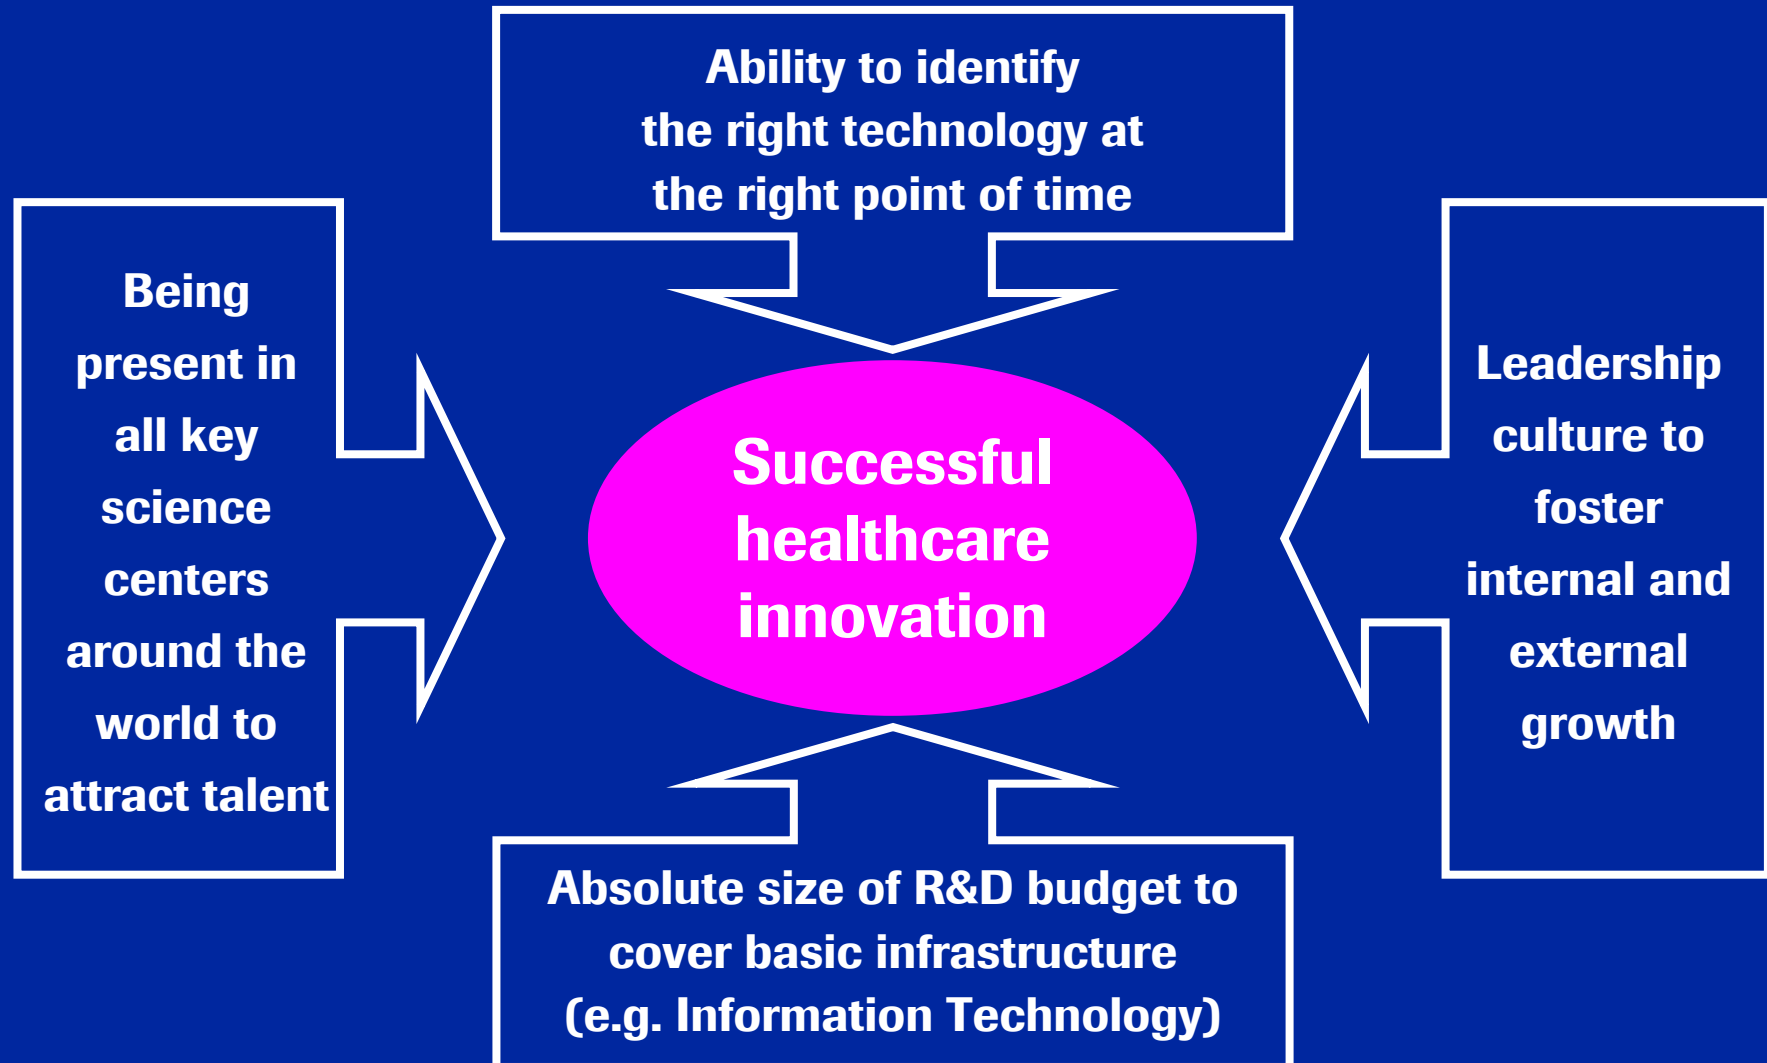 Ability to identify
the right technology at
the right point of time
Being
present in
all key
science
centers
around the
world to
attract talent
Successful
healthcare
innovation
Leadership
culture to
foster
internal and
external
growth
Absolute size of R&D budget to
cover basic infrastructure
(e.g. Information Technology)